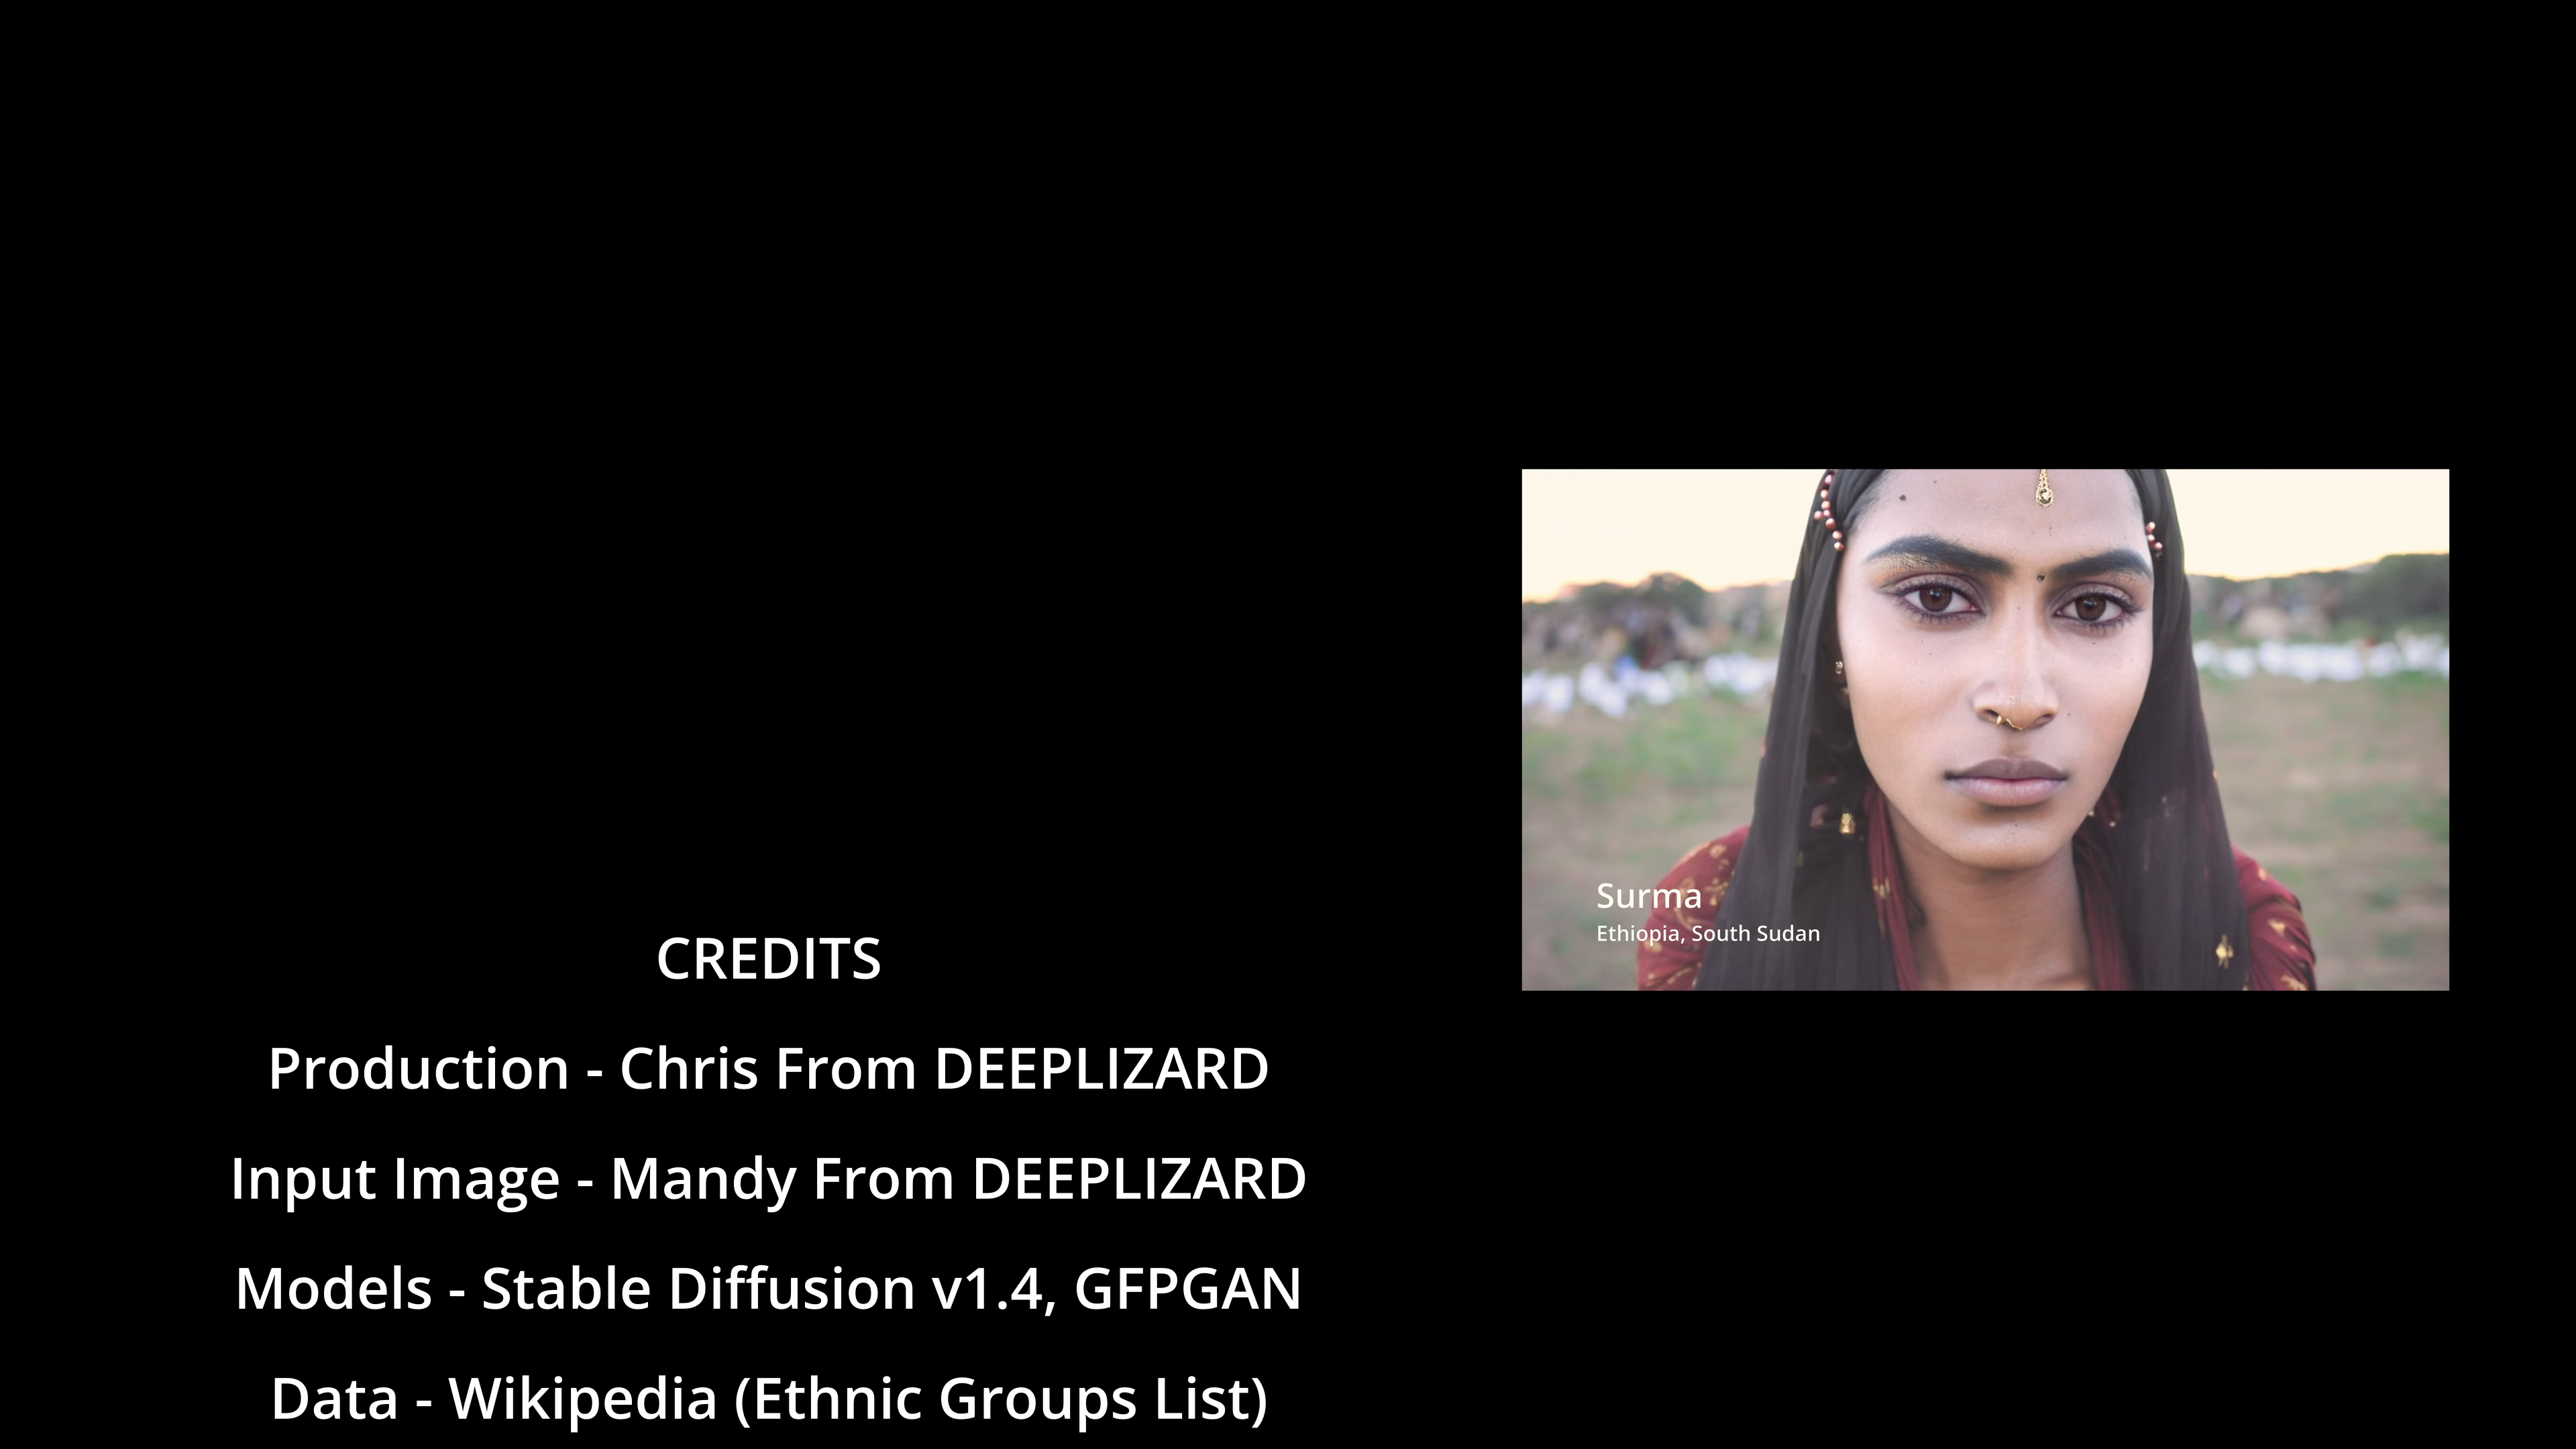 Surma
Ethiopia, South Sudan
CREDITS
Production - Chris From DEEPLIZARD
Input Image - Mandy From DEEPLIZARD
Models - Stable Diffusion v1.4, GFPGAN
Data - Wikipedia (Ethnic Groups List)